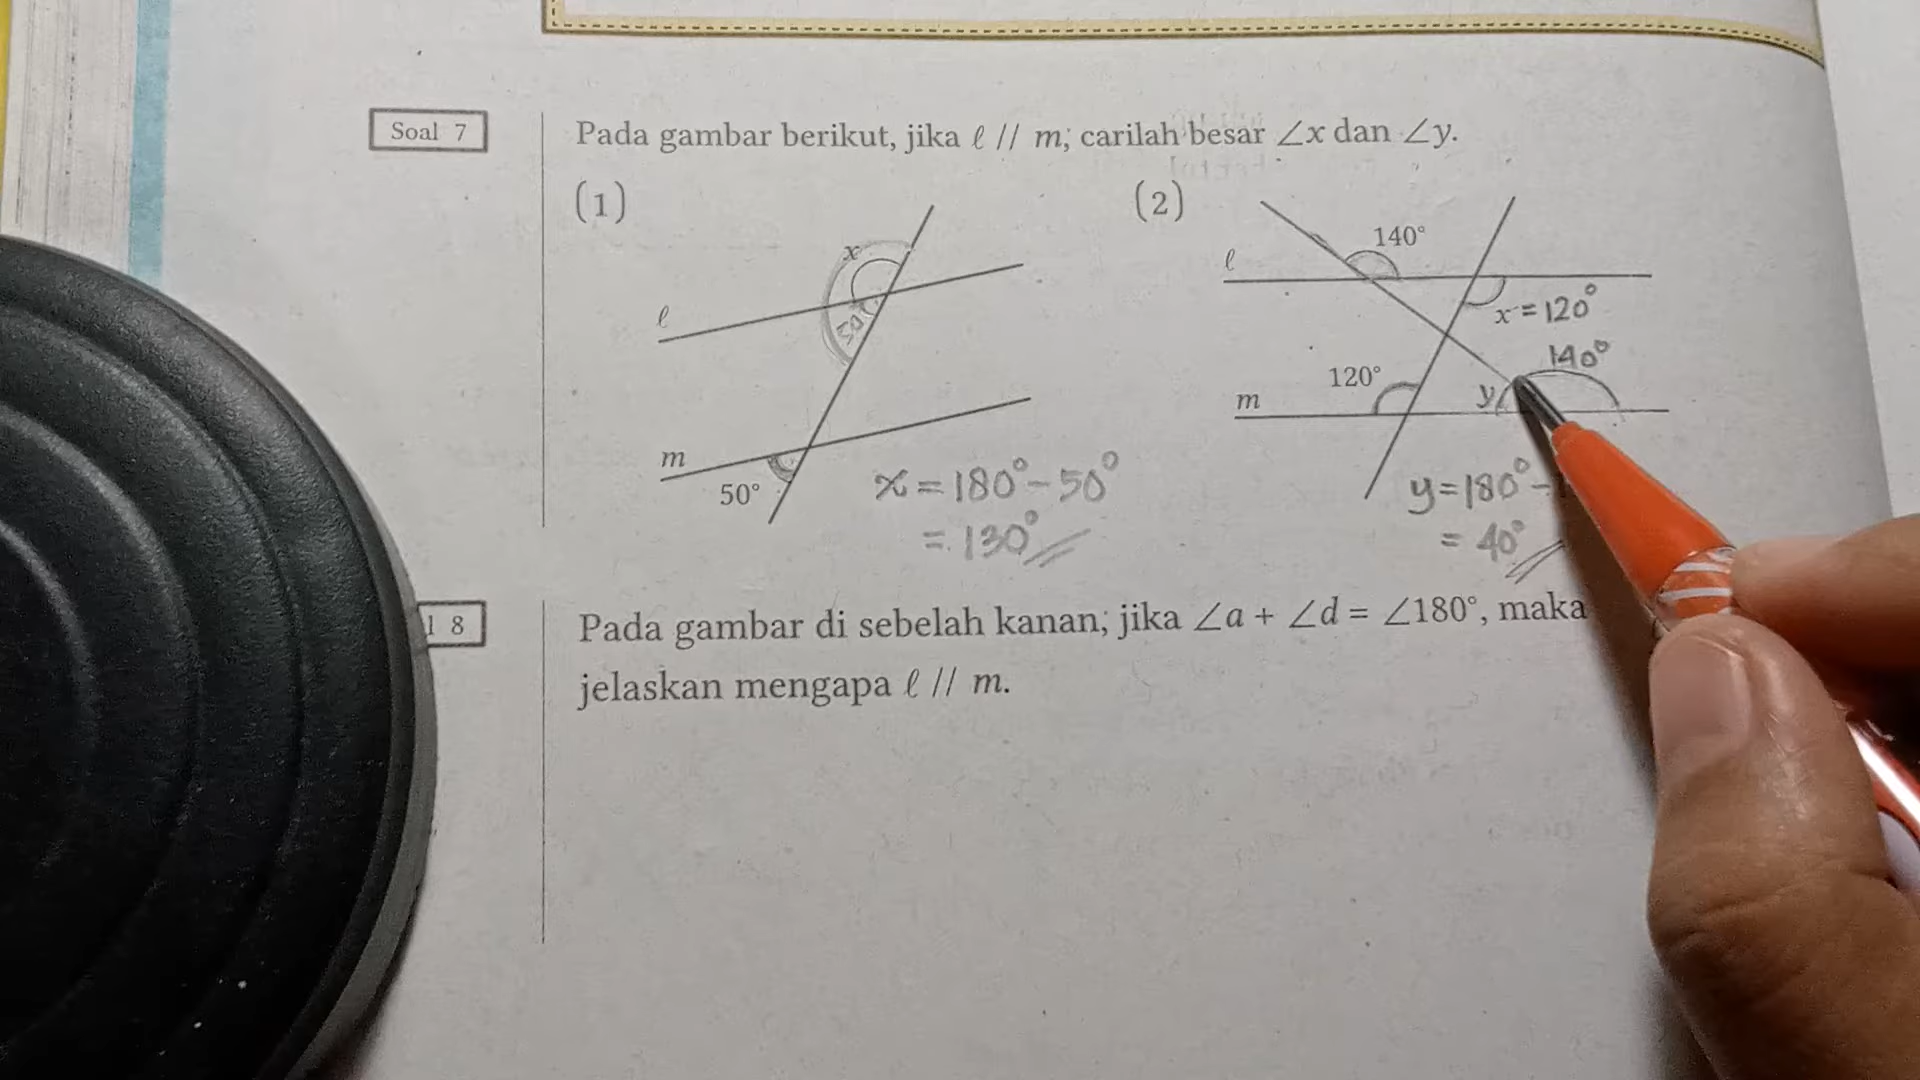 Soal 7
Pada gambar berikut, jika ℓ // m, carilah besar ∠x dan ∠y.
(1)
x
ℓ
50
m
50°
x = 180° - 50°
= 130°
(2)
140°
ℓ
x = 120°
140°
120°
y
m
y = 180° -
= 40°
l 8
Pada gambar di sebelah kanan, jika ∠a + ∠d = ∠180°, maka
jelaskan mengapa ℓ // m.